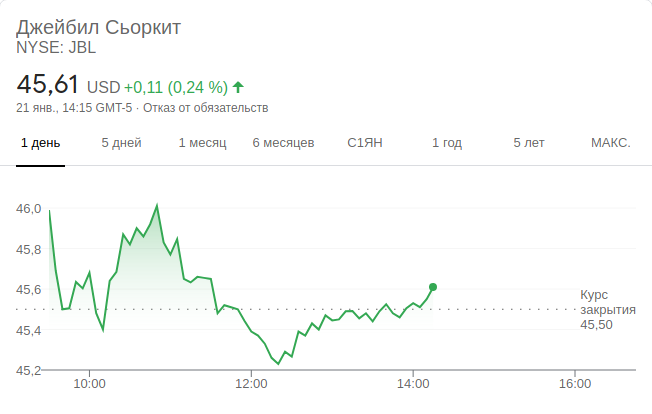 Джейбил Сьоркит
NYSE: JBL
45,61 USD +0,11 (0,24 %)
21 янв., 14:15 GMT-5 · Отказ от обязательств
1 день 5 дней 1 месяц 6 месяцев С1ЯН 1 год 5 лет МАКС.
46,0
45,8
45,6
45,4
45,2
Курс
закрытия
45,50
10:00 12:00 14:00 16:00